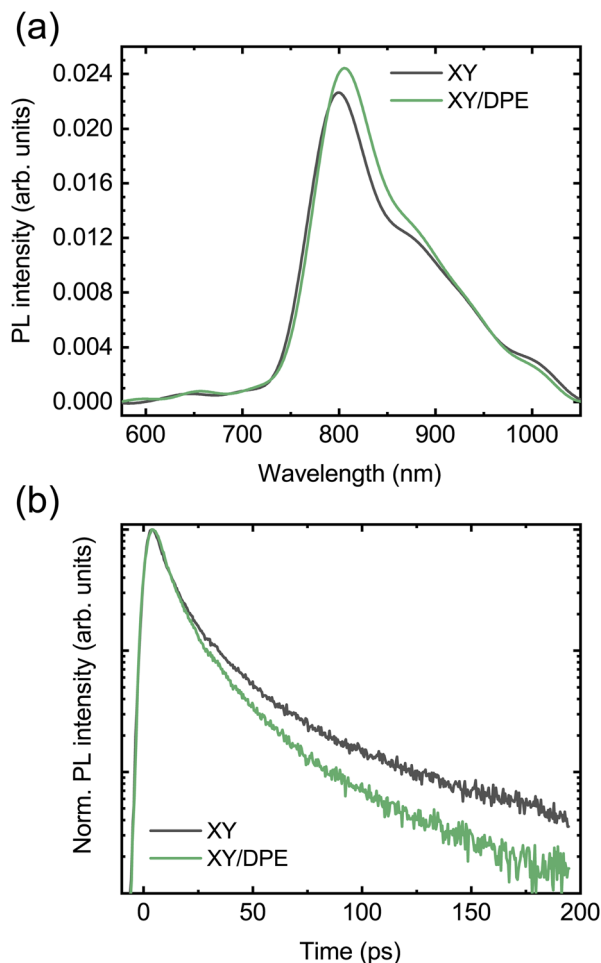 (a)
0.024
0.020
0.016
0.012
0.008
0.004
0.000
PL intensity (arb. units)
XY
XY/DPE
600 700 800 900 1000
Wavelength (nm)
(b)
Norm. PL intensity (arb. units)
XY
XY/DPE
0 50 100 150 200
Time (ps)